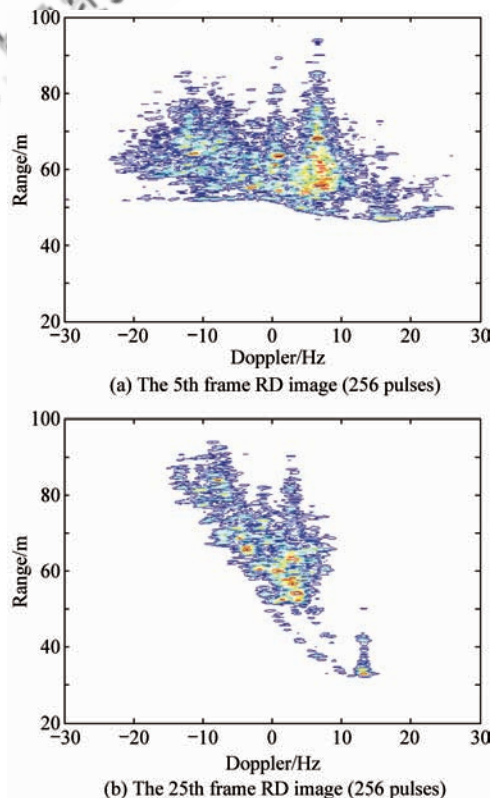 100
80
60
40
20
Range/m
−30 −20 −10 0 10 20 30
Doppler/Hz
(a) The 5th frame RD image (256 pulses)
100
80
60
40
20
Range/m
−30 −20 −10 0 10 20 30
Doppler/Hz
(b) The 25th frame RD image (256 pulses)